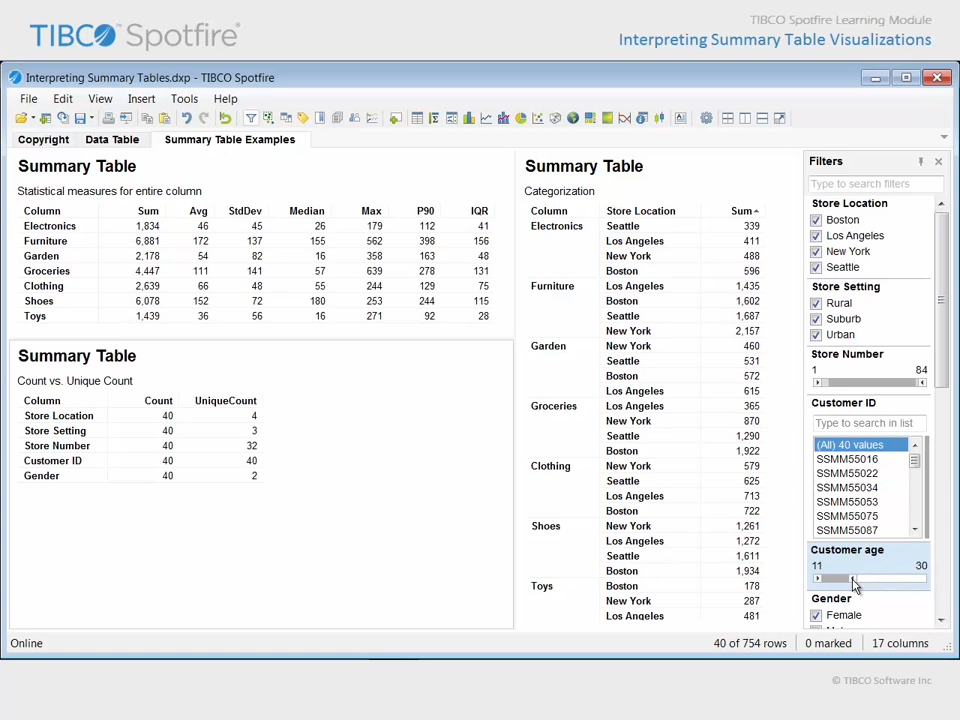 TIBCO Spotfire®
TIBCO Spotfire Learning Module
Interpreting Summary Table Visualizations
Interpreting Summary Tables.dxp - TIBCO Spotfire
File Edit View Insert Tools Help
Copyright Data Table Summary Table Examples
Summary Table
Statistical measures for entire column
Column Sum Avg StdDev Median Max P90 IQR
Electronics 1,834 46 45 26 179 112 41
Furniture 6,881 172 137 155 562 398 156
Garden 2,178 54 82 16 358 163 48
Groceries 4,447 111 141 57 639 278 131
Clothing 2,639 66 48 55 244 129 75
Shoes 6,078 152 72 180 253 244 115
Toys 1,439 36 56 16 271 92 28
Summary Table
Count vs. Unique Count
Column Count UniqueCount
Store Location 40 4
Store Setting 40 3
Store Number 40 32
Customer ID 40 40
Gender 40 2
Summary Table
Categorization
Column Store Location Sum
Electronics Seattle 339
Los Angeles 411
New York 488
Boston 596
Furniture Los Angeles 1,435
Boston 1,602
Seattle 1,687
New York 2,157
Garden New York 460
Seattle 531
Boston 572
Los Angeles 615
Groceries Los Angeles 365
New York 870
Seattle 1,290
Boston 1,922
Clothing New York 579
Seattle 625
Los Angeles 713
Boston 722
Shoes New York 1,261
Los Angeles 1,272
Seattle 1,611
Boston 1,934
Toys Boston 178
New York 287
Los Angeles 481
Filters
Type to search filters
Store Location
Boston
Los Angeles
New York
Seattle
Store Setting
Rural
Suburb
Urban
Store Number
1 84
Customer ID
Type to search in list
(All) 40 values
SSMM55016
SSMM55022
SSMM55034
SSMM55053
SSMM55075
SSMM55087
Customer age
11 30
Gender
Female
Online 40 of 754 rows 0 marked 17 columns
© TIBCO Software Inc